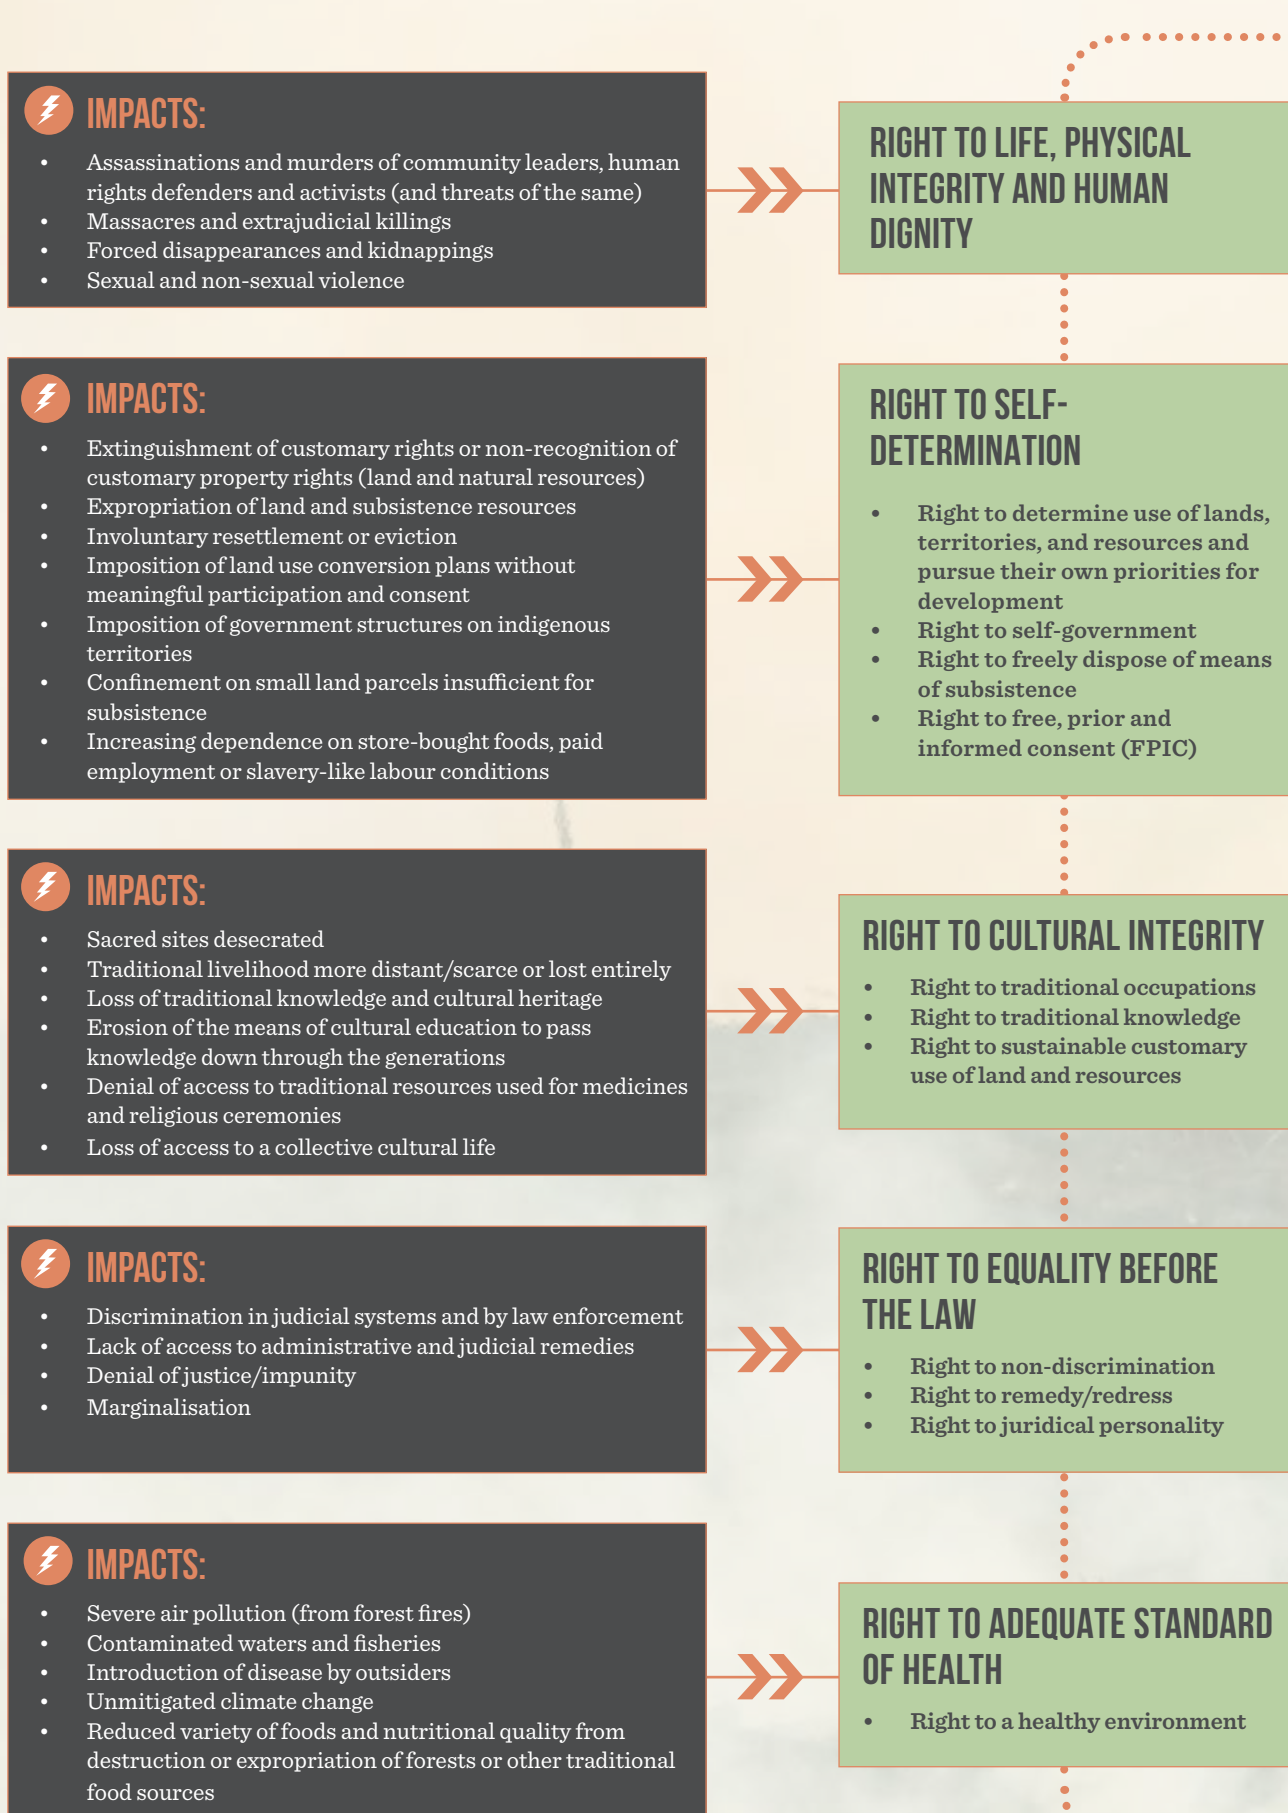 IMPACTS:
• Assassinations and murders of community leaders, human
rights defenders and activists (and threats of the same)
• Massacres and extrajudicial killings
• Forced disappearances and kidnappings
• Sexual and non-sexual violence
RIGHT TO LIFE, PHYSICAL
INTEGRITY AND HUMAN
DIGNITY
IMPACTS:
• Extinguishment of customary rights or non-recognition of
customary property rights (land and natural resources)
• Expropriation of land and subsistence resources
• Involuntary resettlement or eviction
• Imposition of land use conversion plans without
meaningful participation and consent
• Imposition of government structures on indigenous
territories
• Confinement on small land parcels insufficient for
subsistence
• Increasing dependence on store-bought foods, paid
employment or slavery-like labour conditions
RIGHT TO SELF-
DETERMINATION
• Right to determine use of lands,
territories, and resources and
pursue their own priorities for
development
• Right to self-government
• Right to freely dispose of means
of subsistence
• Right to free, prior and
informed consent (FPIC)
IMPACTS:
• Sacred sites desecrated
• Traditional livelihood more distant/scarce or lost entirely
• Loss of traditional knowledge and cultural heritage
• Erosion of the means of cultural education to pass
knowledge down through the generations
• Denial of access to traditional resources used for medicines
and religious ceremonies
• Loss of access to a collective cultural life
RIGHT TO CULTURAL INTEGRITY
• Right to traditional occupations
• Right to traditional knowledge
• Right to sustainable customary
use of land and resources
IMPACTS:
• Discrimination in judicial systems and by law enforcement
• Lack of access to administrative and judicial remedies
• Denial of justice/impunity
• Marginalisation
RIGHT TO EQUALITY BEFORE
THE LAW
• Right to non-discrimination
• Right to remedy/redress
• Right to juridical personality
IMPACTS:
• Severe air pollution (from forest fires)
• Contaminated waters and fisheries
• Introduction of disease by outsiders
• Unmitigated climate change
• Reduced variety of foods and nutritional quality from
destruction or expropriation of forests or other traditional
food sources
RIGHT TO ADEQUATE STANDARD
OF HEALTH
• Right to a healthy environment